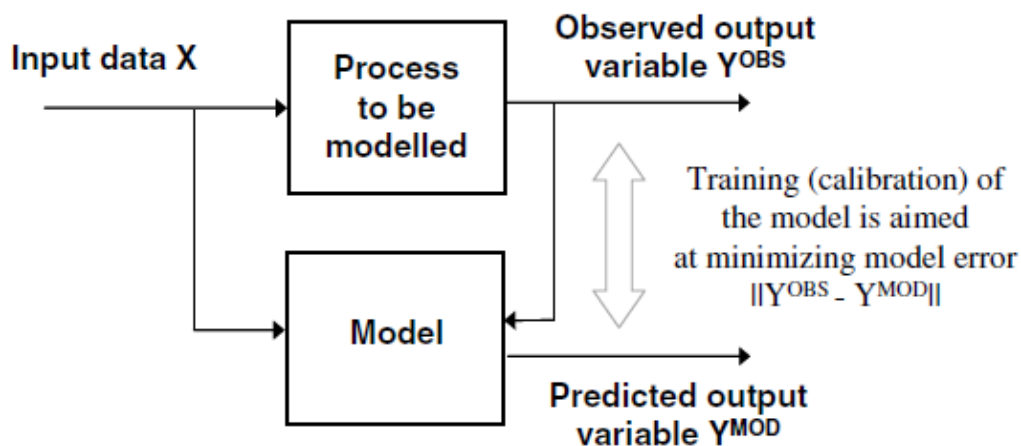 Input data X
Process
to be
modelled
Observed output
variable Y^OBS
Training (calibration) of
the model is aimed
at minimizing model error
||Y^OBS - Y^MOD||
Model
Predicted output
variable Y^MOD